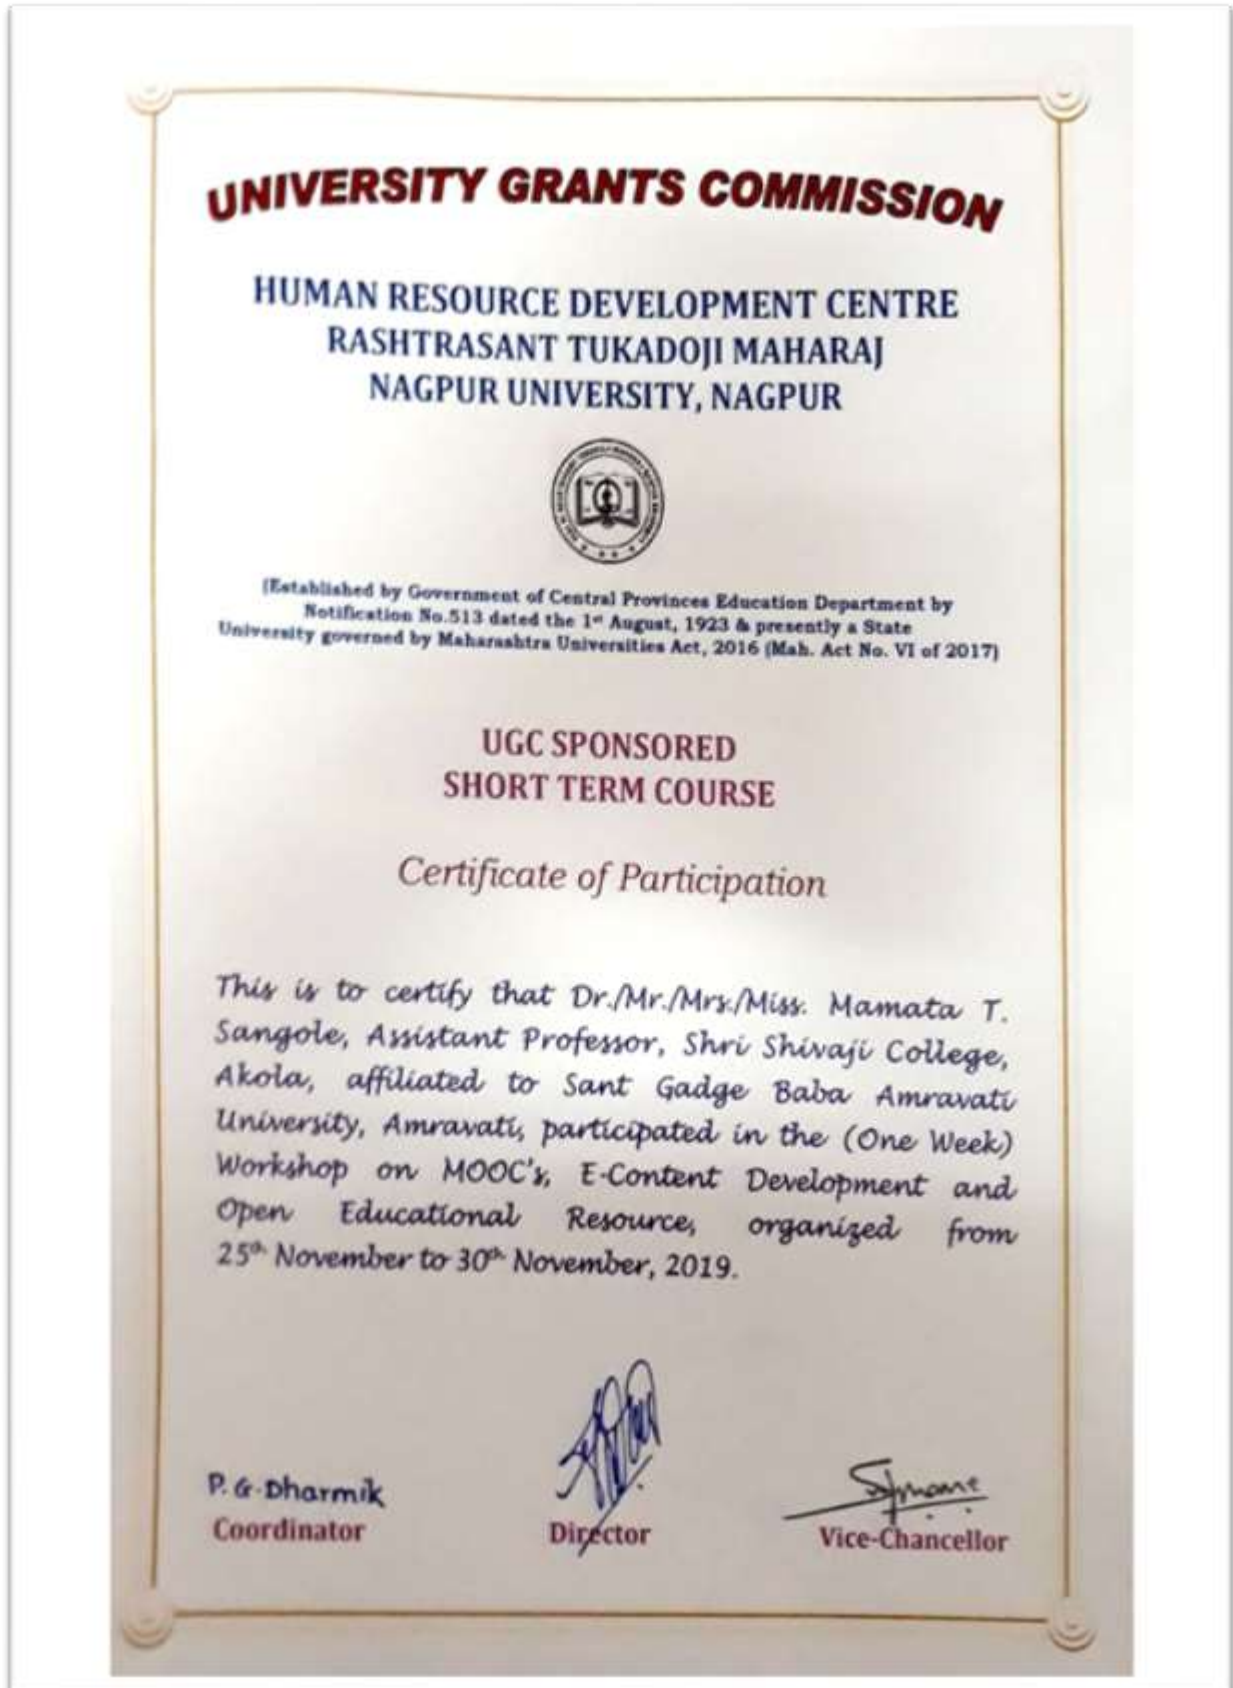 UNIVERSITY GRANTS COMMISSION
HUMAN RESOURCE DEVELOPMENT CENTRE
RASHTRASANT TUKADOJI MAHARAJ
NAGPUR UNIVERSITY, NAGPUR
(Established by Government of Central Provinces Education Department by
Notification No.513 dated the 1st August, 1923 & presently a State
University governed by Maharashtra Universities Act, 2016 (Mah. Act No. VI of 2017)
UGC SPONSORED
SHORT TERM COURSE
Certificate of Participation
This is to certify that Dr./Mr./Mrs./Miss. Mamata T.
Sangole, Assistant Professor, Shri Shivaji College,
Akola, affiliated to Sant Gadge Baba Amravati
University, Amravati, participated in the (One Week)
Workshop on MOOC's, E-Content Development and
Open Educational Resource, organized from
25th November to 30th November, 2019.
P. G. Dharmik
Coordinator
Director
Vice-Chancellor